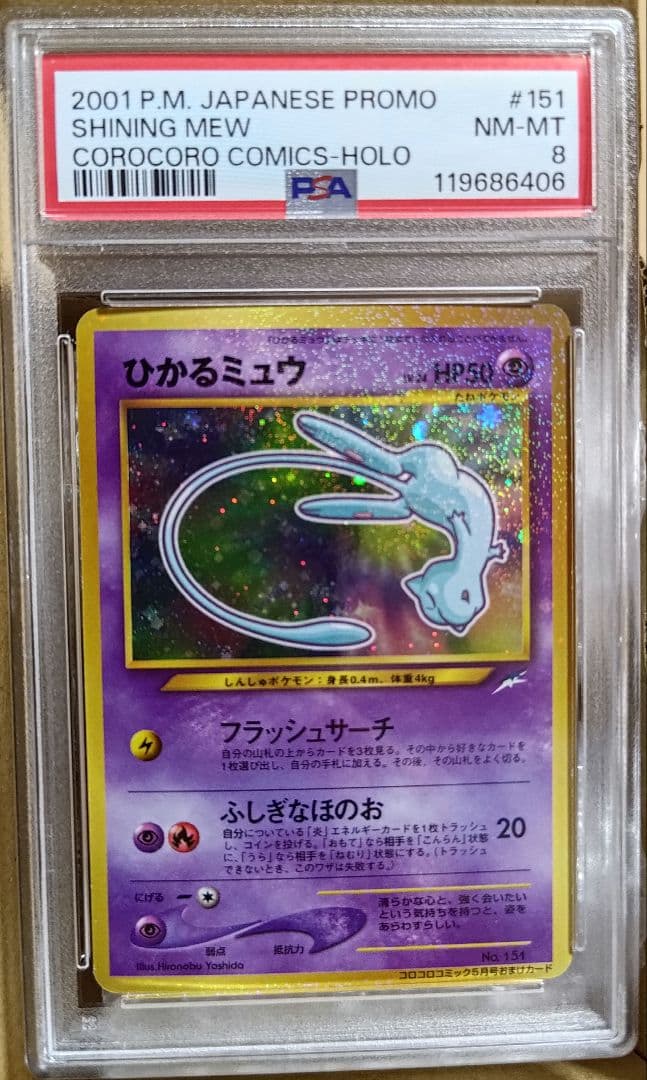 2001 P.M. JAPANESE PROMO #151
SHINING MEW NM-MT
COROCORO COMICS-HOLO 8
PSA 119686406
ひかるミュウ LV.24 HP50
たねポケモン
しんしゅポケモン：身長0.4m、体重4kg
フラッシュサーチ
自分の山札の上からカードを3枚見る。その中から好きなカードを
1枚選び出し、自分の手札に加える。その後、その山札をよく切る。
ふしぎなほのお 20
自分についている「炎」エネルギーカードを1枚トラッシュ
し、コインを投げる。「おもて」なら相手を「こんらん」状態
に、「うら」なら相手を「ねむり」状態にする。（トラッシュ
できないとき、このワザは失敗する。）
にげる
清らかな心と、強く会いたい
という気持ちを持つと、姿を
あらわすらしい。
弱点 抵抗力
No. 151
Illus.Hironobu Yoshida
コロコロコミック5月号おまけカード